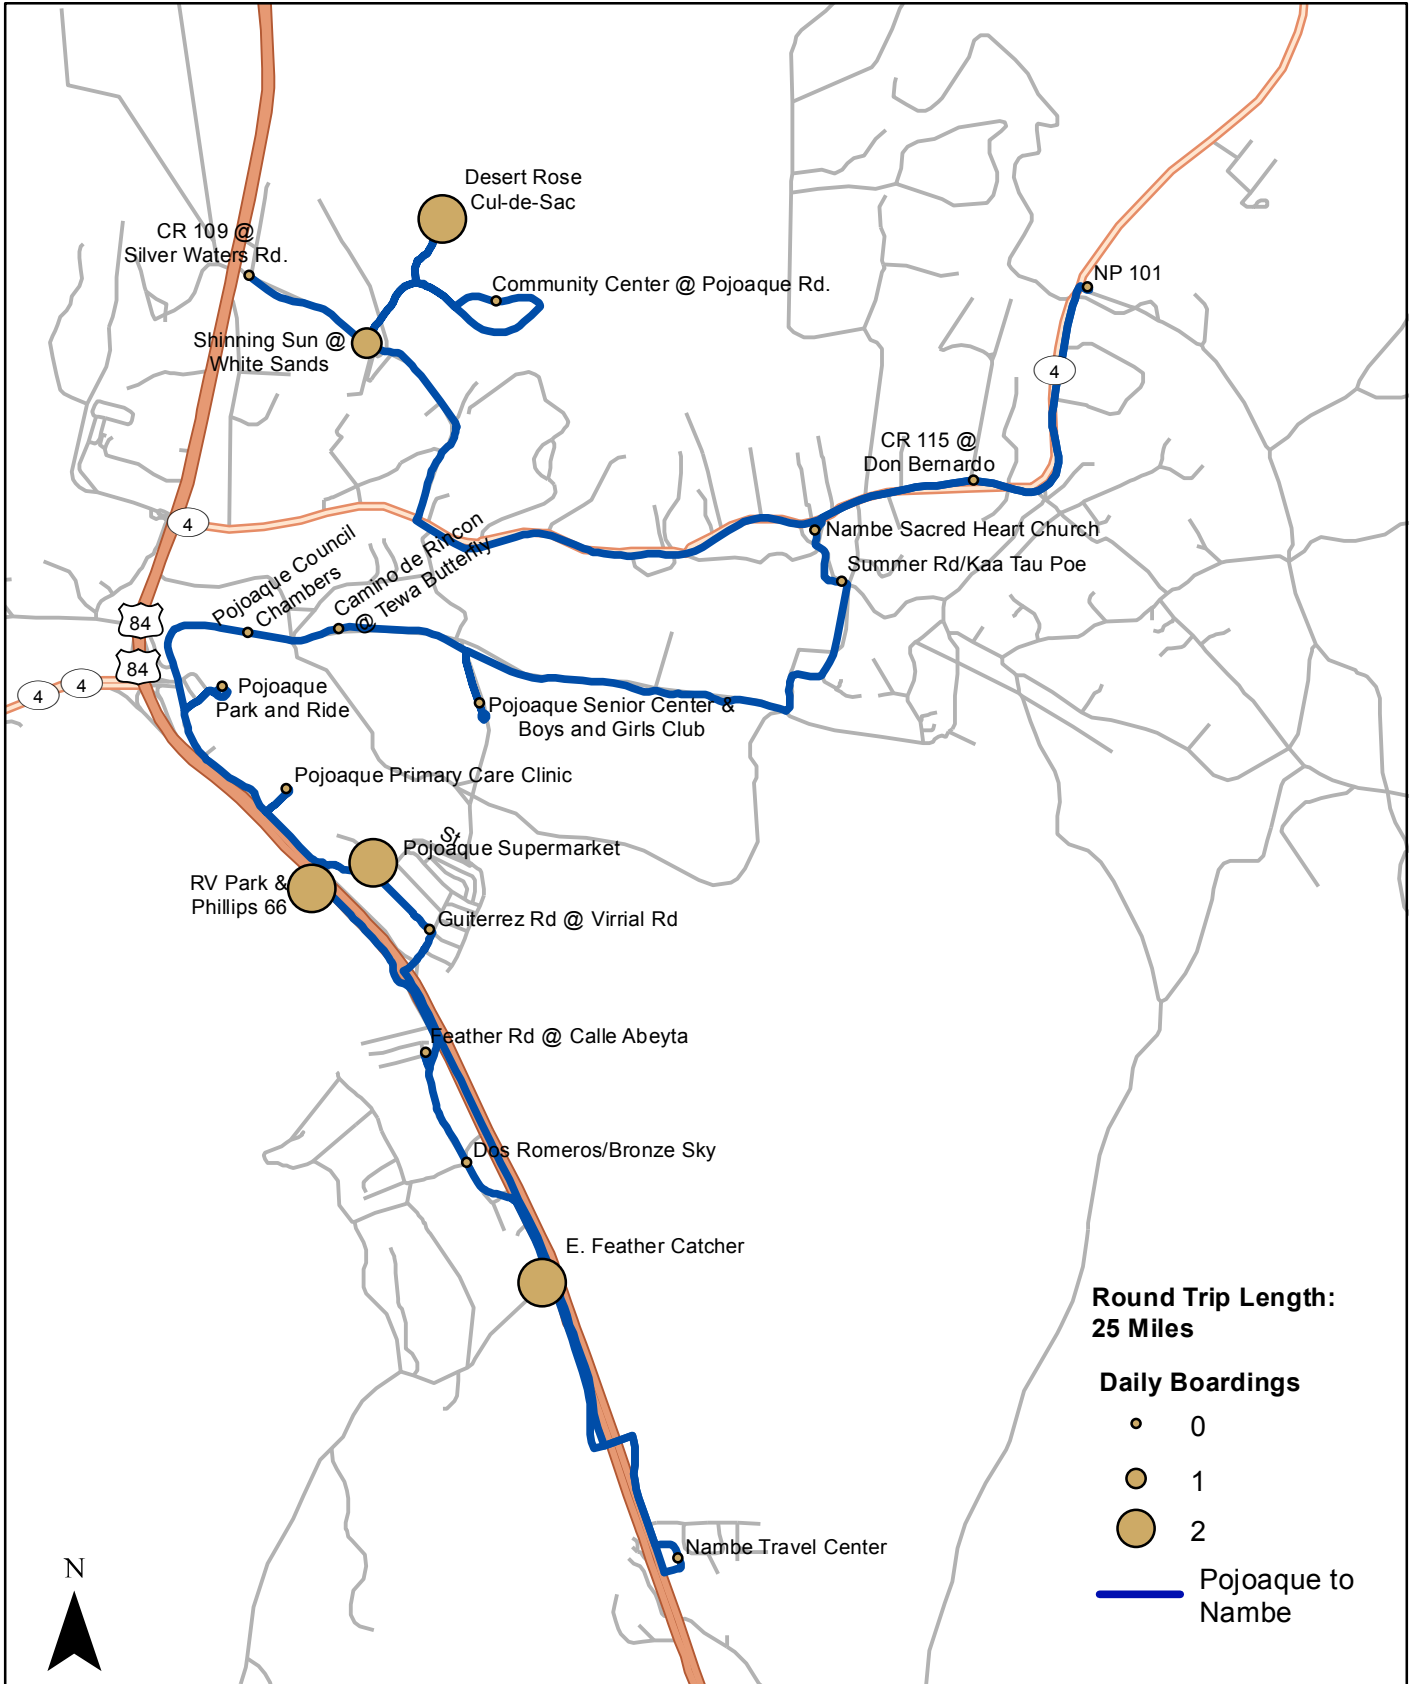 Desert Rose
Cul-de-Sac
CR 109 @
Silver Waters Rd.
Community Center @ Pojoaque Rd.
NP 101
Shinning Sun @
White Sands
4
CR 115 @
Don Bernardo
4
Nambe Sacred Heart Church
Camino de Rincon
@ Tewa Butterfly
Pojoaque Council
Chambers
Summer Rd/Kaa Tau Poe
84
84
4
4
Pojoaque
Park and Ride
Pojoaque Senior Center &
Boys and Girls Club
Pojoaque Primary Care Clinic
St
Pojoaque Supermarket
RV Park &
Phillips 66
Guiterrez Rd @ Virrial Rd
Feather Rd @ Calle Abeyta
Dos Romeros/Bronze Sky
E. Feather Catcher
Nambe Travel Center
Round Trip Length:
25 Miles
Daily Boardings
0
1
2
Pojoaque to
Nambe
N